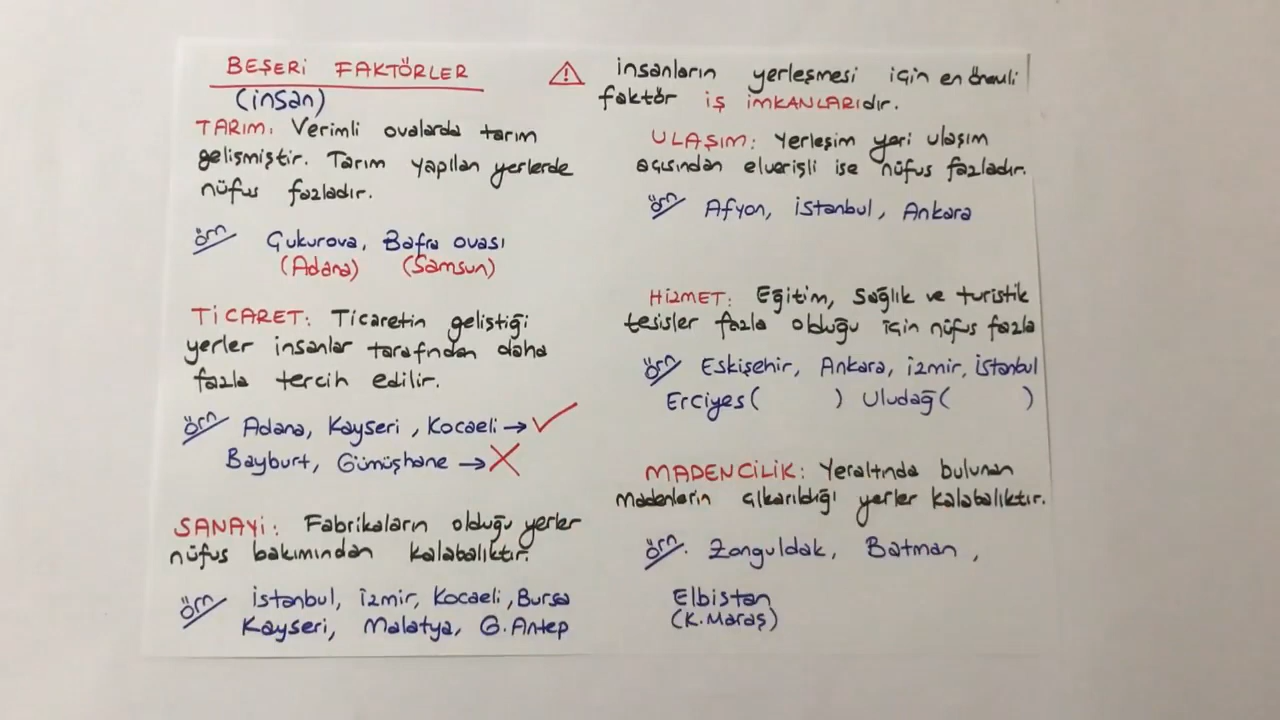 BEŞERİ FAKTÖRLER
(insan)
TARIM: Verimli ovalarda tarım
gelişmiştir. Tarım yapılan yerlerde
nüfus fazladır.
örn Çukurova, Bafra ovası
(Adana) (Samsun)
TİCARET: Ticaretin geliştiği
yerler insanlar tarafından daha
fazla tercih edilir.
örn Adana, Kayseri, Kocaeli → ✓
Bayburt, Gümüşhane → X
SANAYİ: Fabrikaların olduğu yerler
nüfus bakımından kalabalıktır.
örn İstanbul, İzmir, Kocaeli, Bursa
Kayseri, Malatya, G.Antep
⚠ insanların yerleşmesi için en önemli
faktör İŞ İMKANLARIdır.
ULAŞIM: Yerleşim yeri ulaşım
açısından elverişli ise nüfus fazladır.
örn Afyon, İstanbul, Ankara
HİZMET: Eğitim, Sağlık ve turistik
tesisler fazla olduğu için nüfus fazla
örn Eskişehir, Ankara, İzmir, İstanbul
Erciyes ( ) Uludağ ( )
MADENCİLİK: Yeraltında bulunan
madenlerin çıkarıldığı yerler kalabalıktır.
örn. Zonguldak, Batman,
Elbistan
(K.Maraş)